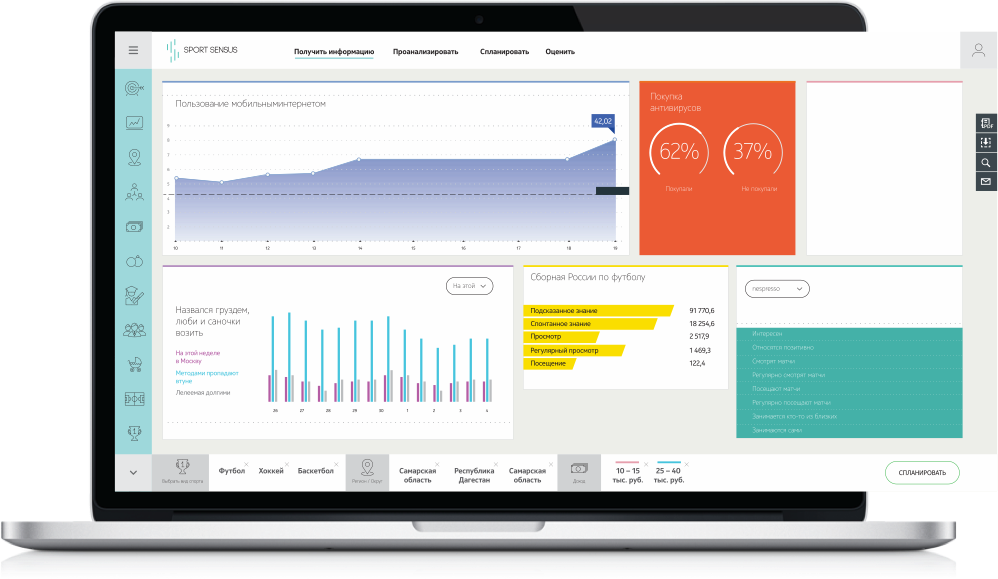 SPORT SENSUS
Получить информацию
Проанализировать
Спланировать
Оценить
Пользование мобильныминтернетом
42,02
9
8
7
6
5
4
3
2
10 11 12 13 14 15 16 17 18 19
Покупка
антивирусов
62%
37%
Покупали
Не покупали
PDF
На этой
Назвался груздем,
люби и саночки
возить
На этой неделе
в Москву
Методами пропидают
втуне
Лелеемая долгими
26 27 28 29 30 1 2 3 4
Сборная России по футболу
Подсказанное знание 91 770,6
Спонтанное знание 18 254,6
Просмотр 2 517,9
Регулярный просмотр 1 469,3
Посещение 122,4
nespresso
Интересен
Относятся позитивно
Смотрят матчи
Регулярно смотрят матчи
Посещают матчи
Регулярно посещают матчи
Занимается кто-то из близких
Занимаются сами
Выбрать вид спорта
Футбол
Хоккей
Баскетбол
Регион / Округ
Самарская
область
Республика
Дагестан
Самарская
область
Доход
10 – 15
тыс. руб.
25 – 40
тыс. руб.
СПЛАНИРОВАТЬ